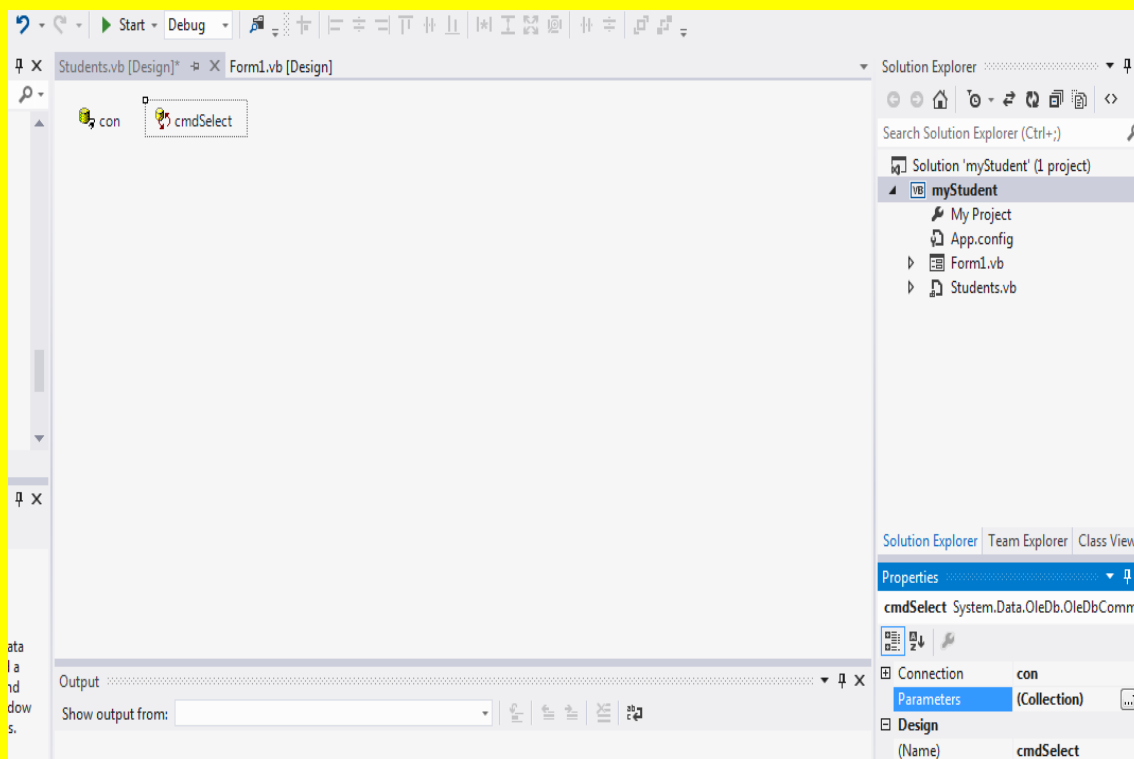 Start Debug
Students.vb [Design]* Form1.vb [Design]
con cmdSelect
ata
a
nd
dow
s.
Output
Show output from:
Solution Explorer
Search Solution Explorer (Ctrl+;)
Solution 'myStudent' (1 project)
VB myStudent
My Project
App.config
Form1.vb
Students.vb
Solution Explorer Team Explorer Class View
Properties
cmdSelect System.Data.OleDb.OleDbComm
Connection con
Parameters (Collection) ...
Design
(Name) cmdSelect